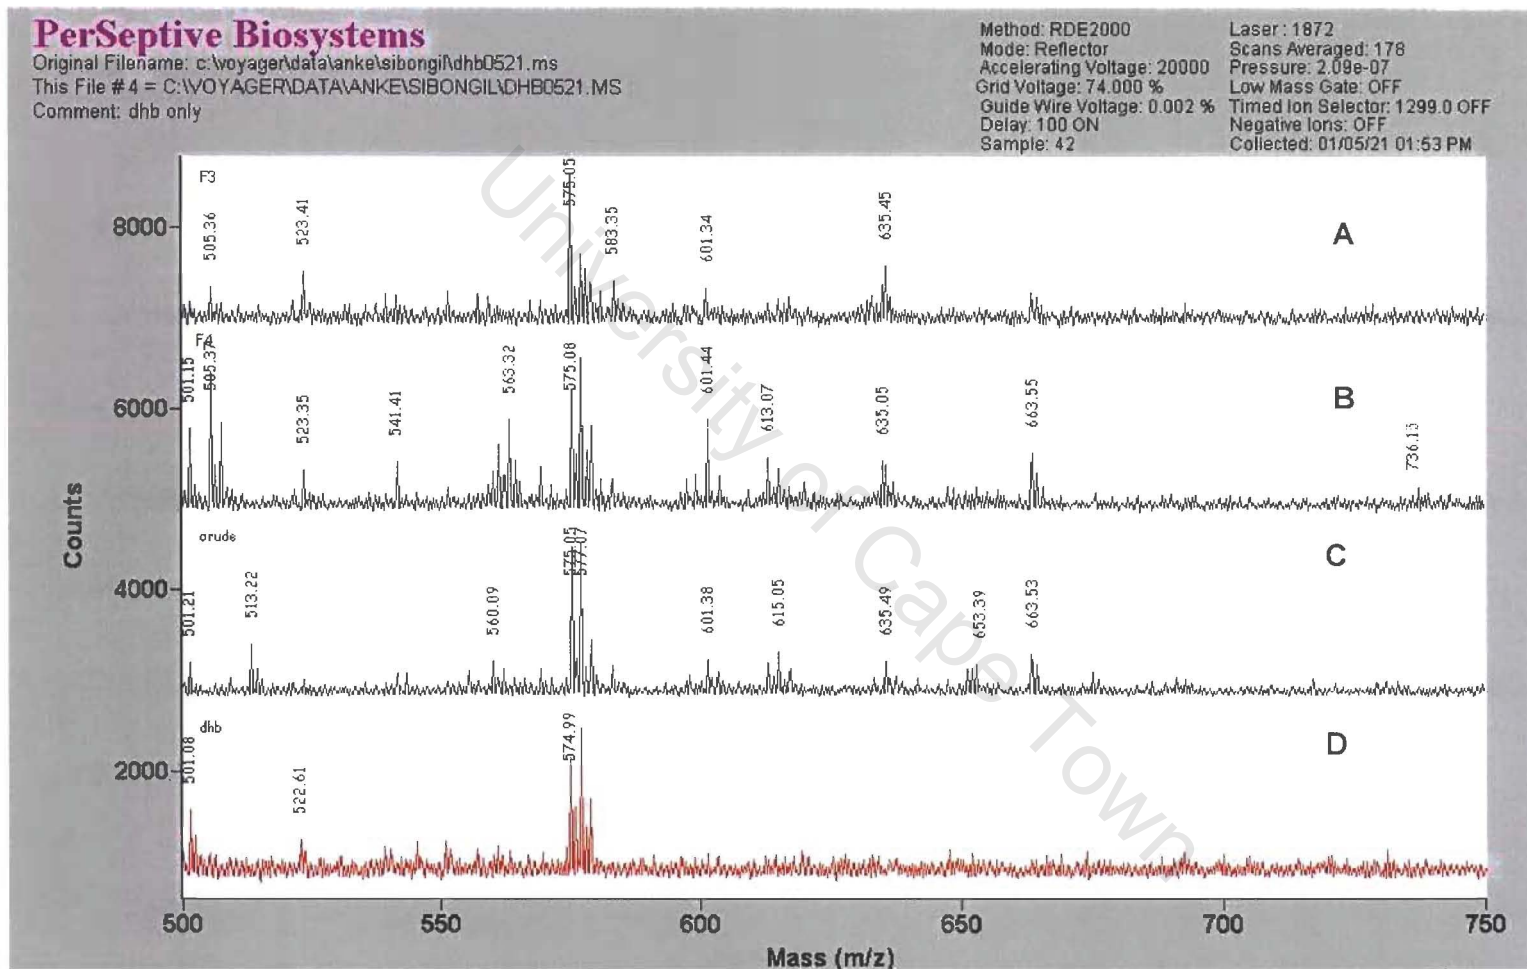 PerSeptive Biosystems
Original Filename: c:\voyager\data\anke\sibongil\dhb0521.ms
This File # 4 = C:\VOYAGER\DATA\ANKE\SIBONGIL\DHB0521.MS
Comment: dhb only
Method: RDE2000
Mode: Reflector
Accelerating Voltage: 20000
Grid Voltage: 74.000 %
Guide Wire Voltage: 0.002 %
Delay: 100 ON
Sample: 42
Laser : 1872
Scans Averaged: 178
Pressure: 2.09e-07
Low Mass Gate: OFF
Timed Ion Selector: 1299.0 OFF
Negative Ions: OFF
Collected: 01/05/21 01:53 PM
Counts
8000
6000
4000
2000
F3
505.36
523.41
575.05
583.35
601.34
635.45
A
F4
501.15
505.37
523.35
541.41
563.32
575.08
601.44
613.07
635.05
663.55
736.15
B
crude
501.21
513.22
560.09
575.05
577.07
601.38
615.05
635.49
653.39
663.53
C
dhb
501.08
522.61
574.99
D
500
550
600
650
700
750
Mass (m/z)
University of Cape Town